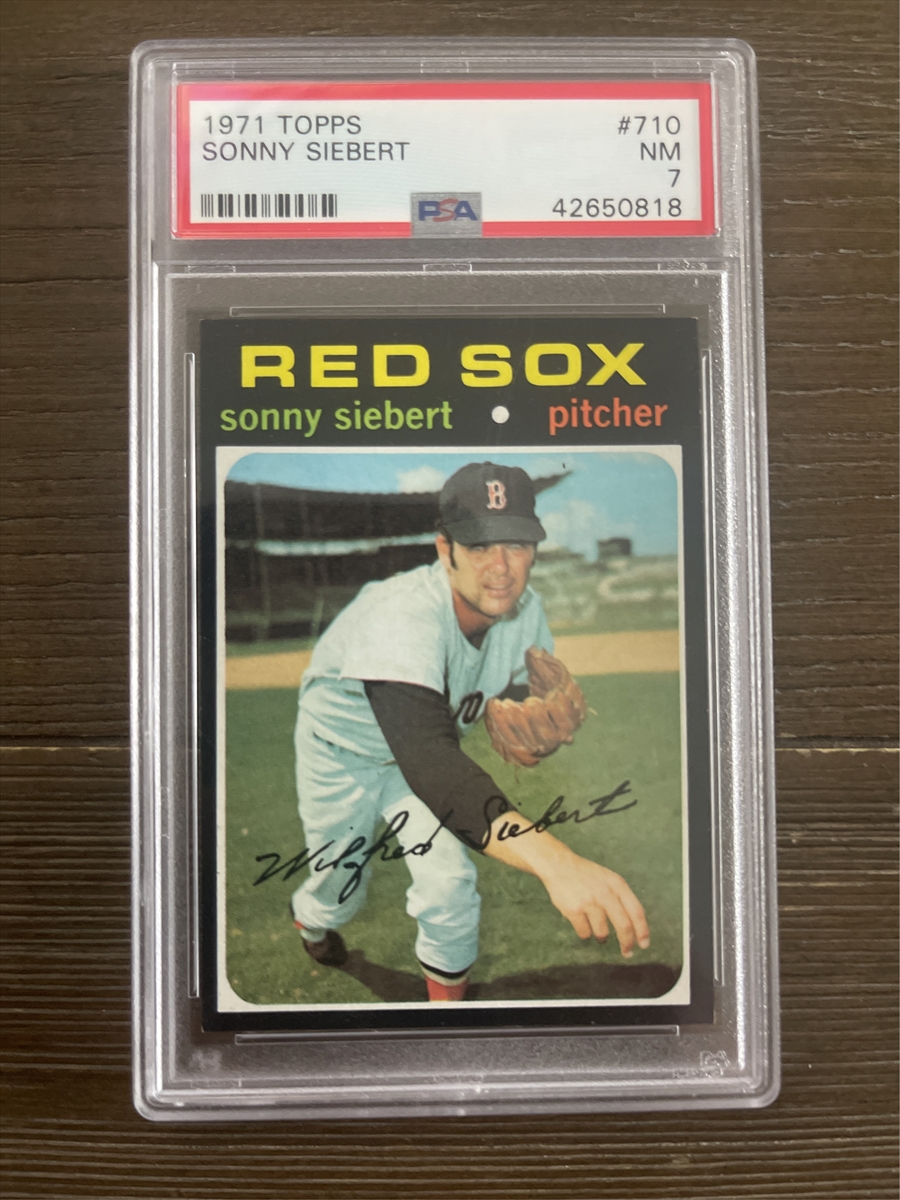 1971 TOPPS #710
SONNY SIEBERT NM
7
PSA 42650818
RED SOX
sonny siebert • pitcher
B
Wilfred Siebert